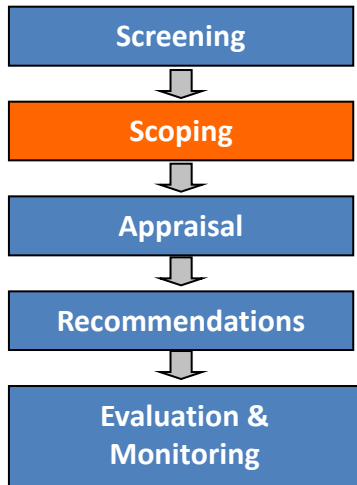 Screening
Scoping
Appraisal
Recommendations
Evaluation &
Monitoring